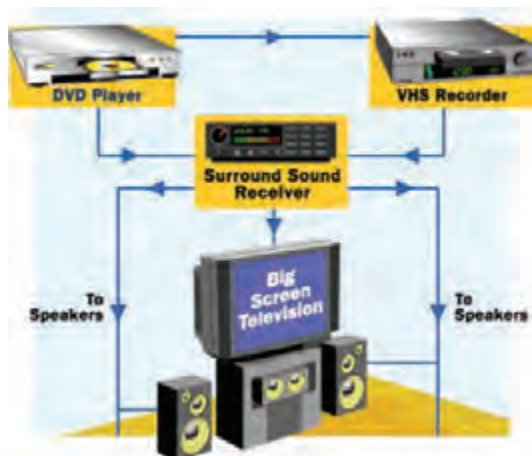 DVD Player
VHS Recorder
Surround Sound
Receiver
Big
Screen
Television
To
Speakers
To
Speakers